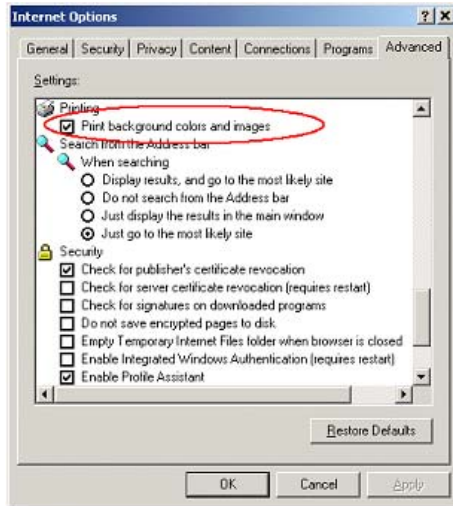 Internet Options
General Security Privacy Content Connections Programs Advanced
Settings:
Printing
Print background colors and images
Search from the Address bar
When searching
Display results, and go to the most likely site
Do not search from the Address bar
Just display the results in the main window
Just go to the most likely site
Security
Check for publisher's certificate revocation
Check for server certificate revocation (requires restart)
Check for signatures on downloaded programs
Do not save encrypted pages to disk
Empty Temporary Internet Files folder when browser is closed
Enable Integrated Windows Authentication (requires restart)
Enable Profile Assistant
Restore Defaults
OK Cancel Apply